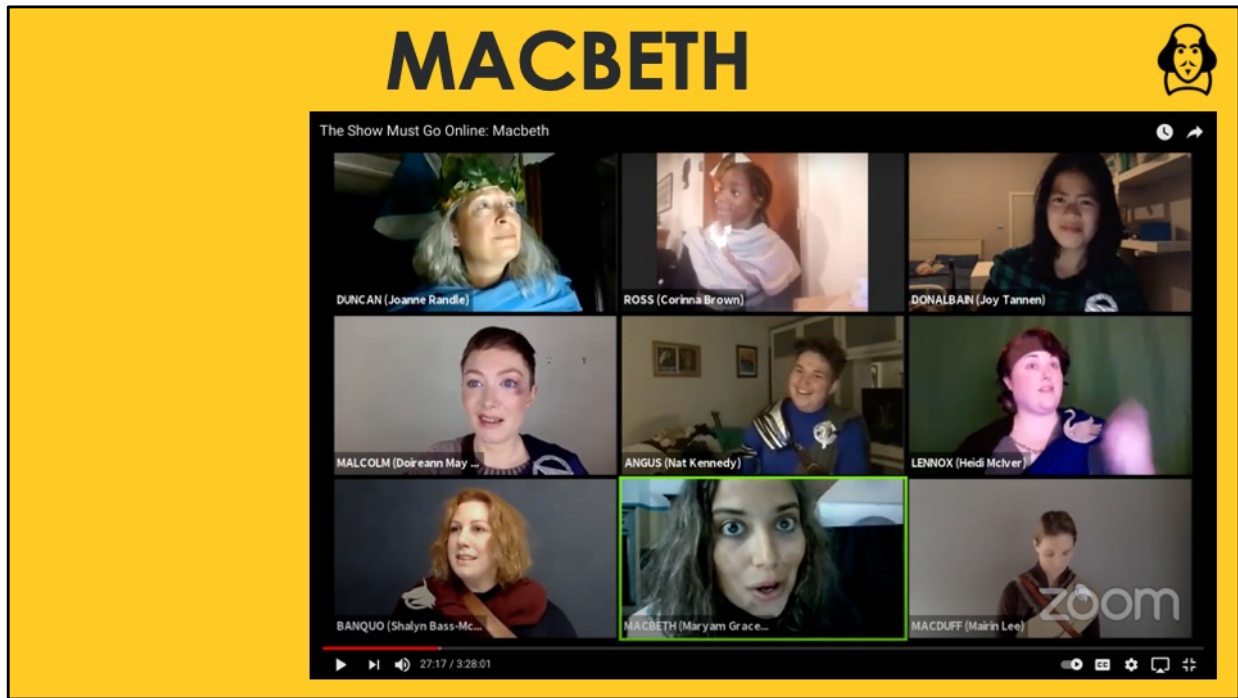 MACBETH
The Show Must Go Online: Macbeth
DUNCAN (Joanne Randle)
ROSS (Corinna Brown)
DONALBAIN (Joy Tannen)
MALCOLM (Doireann May ...
ANGUS (Nat Kennedy)
LENNOX (Heidi McIver)
BANQUO (Shalyn Bass-Mc...
MACBETH (Maryam Grace...
MACDUFF (Mairin Lee)
zoom
27:17 / 3:28:01
CC